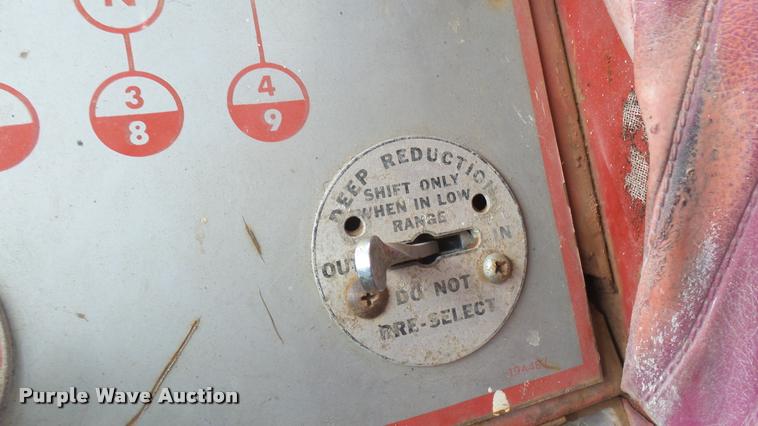 N
3
8
4
9
DEEP REDUCTION
SHIFT ONLY
WHEN IN LOW
RANGE
IN
DO NOT
PRE-SELECT
Purple Wave Auction